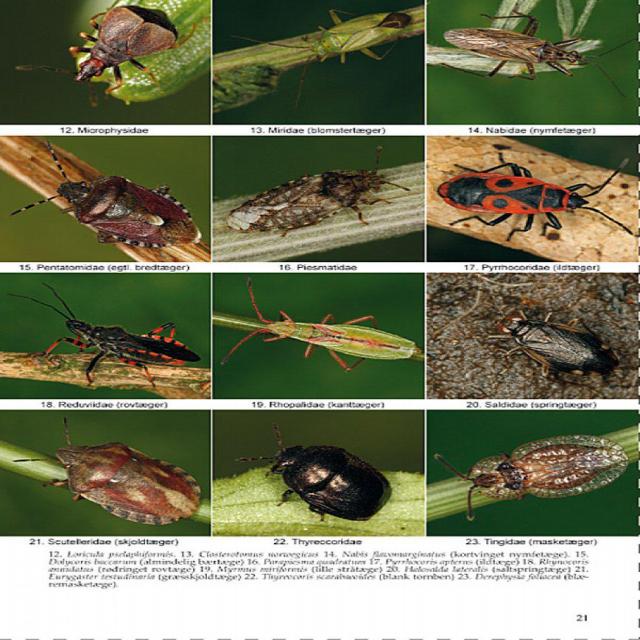 12. Microphysidae
13. Miridae (blomstertæger)
14. Nabidae (nymfetæger)
15. Pentatomidae (egtl. bredtæger)
16. Piesmatidae
17. Pyrrhocoridae (ildtæger)
18. Reduviidae (rovtæger)
19. Rhopalidae (kanttæger)
20. Saldidae (springtæger)
21. Scutelleridae (skjoldtæger)
22. Thyreocoridae
23. Tingidae (masketæger)
12. Loricula pselaphiformis. 13. Closterotomus norwegicus 14. Nabis flavomarginatus (kortvinget nymfetæge). 15.
Dolycoris baccarum (almindelig bærtæge) 16. Parapiesma quadratum 17. Pyrrhocoris apterus (ildtæge) 18. Rhynocoris
annulatus (rødringet rovtæge) 19. Myrmus miriformis (lille stråtæge) 20. Halosalda lateralis (saltspringtæge) 21.
Eurygaster testudinaria (græsskjoldtæge) 22. Thyreocoris scarabaeoides (blank tornben) 23. Derephysia foliacea (blæ-
remasketæge).
21